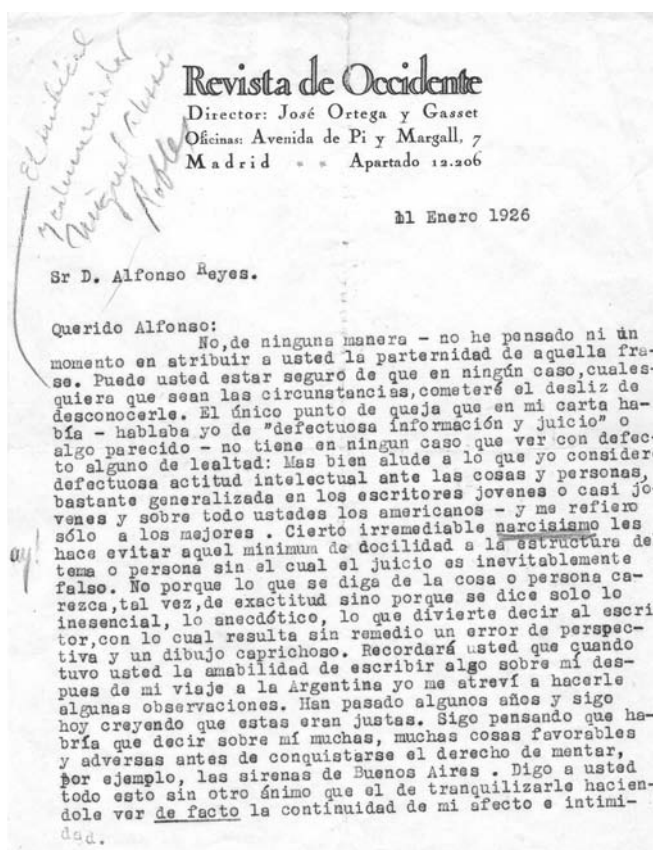 El médico
y calumniador
Miguel Alessio
Robles
Revista de Occidente
Director: José Ortega y Gasset
Oficinas: Avenida de Pi y Margall, 7
Madrid Apartado 12.206
11 Enero 1926
Sr D. Alfonso Reyes.
Querido Alfonso:
No,de ninguna manera - no he pensado ni un
momento en atribuir a usted la parternidad de aquella fra-
se. Puede usted estar seguro de que en ningún caso,cuales-
quiera que sean las circunstancias,cometeré el desliz de
desconocerle. El único punto de queja que en mi carta ha-
bía - hablaba yo de "defectuosa información y juicio" o
algo parecido - no tiene en ningun caso que ver con defec-
to alguno de lealtad: Mas bien alude a lo que yo consider
defectuosa actitud intelectual ante las cosas y personas,
bastante generalizada en los escritores jovenes o casi jo-
venes y sobre todo ustedes los americanos - y me refiero
sólo a los mejores . Cierto irremediable narcisismo les
hace evitar aquel minimum de docilidad a la estructura de
ay!
tema o persona sin el cual el juicio es inevitablemente
falso. No porque lo que se diga de la cosa o persona ca-
rezca,tal vez,de exactitud sino porque se dice solo lo
inesencial, lo anecdótico, lo que divierte decir al escri
tor,con lo cual resulta sin remedio un error de perspec-
tiva y un dibujo caprichoso. Recordará usted que cuando
tuvo usted la amabilidad de escribir algo sobre mí des-
pues de mi viaje a la Argentina yo me atreví a hacerle
algunas observaciones. Han pasado algunos años y sigo
hoy creyendo que estas eran justas. Sigo pensando que ha-
bría que decir sobre mí muchas, muchas cosas favorables
y adversas antes de conquistarse el derecho de mentar,
por ejemplo, las sirenas de Buenos Aires . Digo a usted
todo esto sin otro ánimo que el de tranquilizarle hacien-
dole ver de facto la continuidad de mi afecto e intimi-
dad.